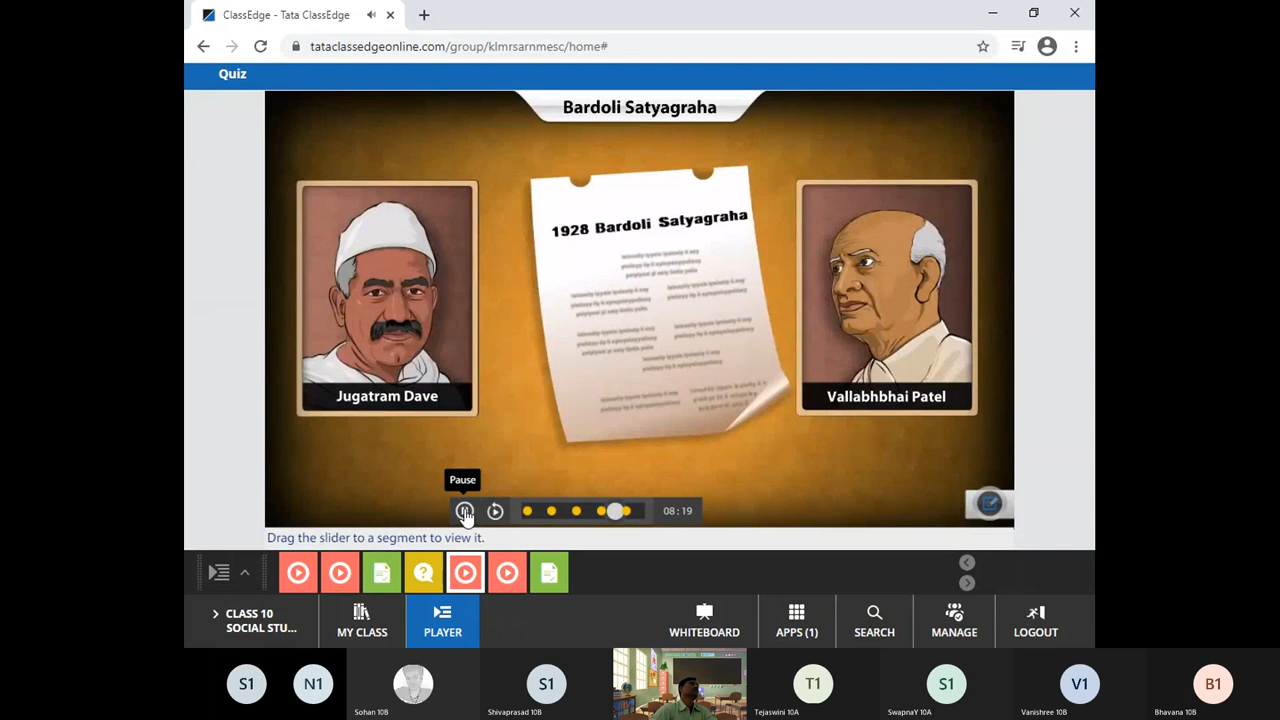 ClassEdge - Tata ClassEdge
tataclassedgeonline.com/group/klmrsarnmesc/home#
Quiz
Bardoli Satyagraha
1928 Bardoli Satyagraha
Jugatram Dave
Vallabhbhai Patel
Pause
08:19
Drag the slider to a segment to view it.
CLASS 10
SOCIAL STU...
MY CLASS
PLAYER
WHITEBOARD
APPS (1)
SEARCH
MANAGE
LOGOUT
S1
N1
Sohan 10B
S1
Shivaprasad 10B
T1
Tejaswini 10A
S1
SwapnaY 10A
V1
Vanishree 10B
B1
Bhavana 10B